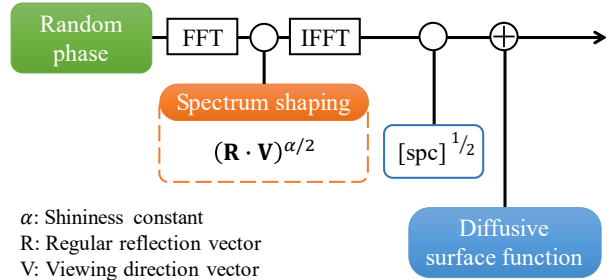 Random
phase
FFT
IFFT
Spectrum shaping
(R · V)^{α/2}
[spc]^{1/2}
Diffusive
surface function
α: Shininess constant
R: Regular reflection vector
V: Viewing direction vector